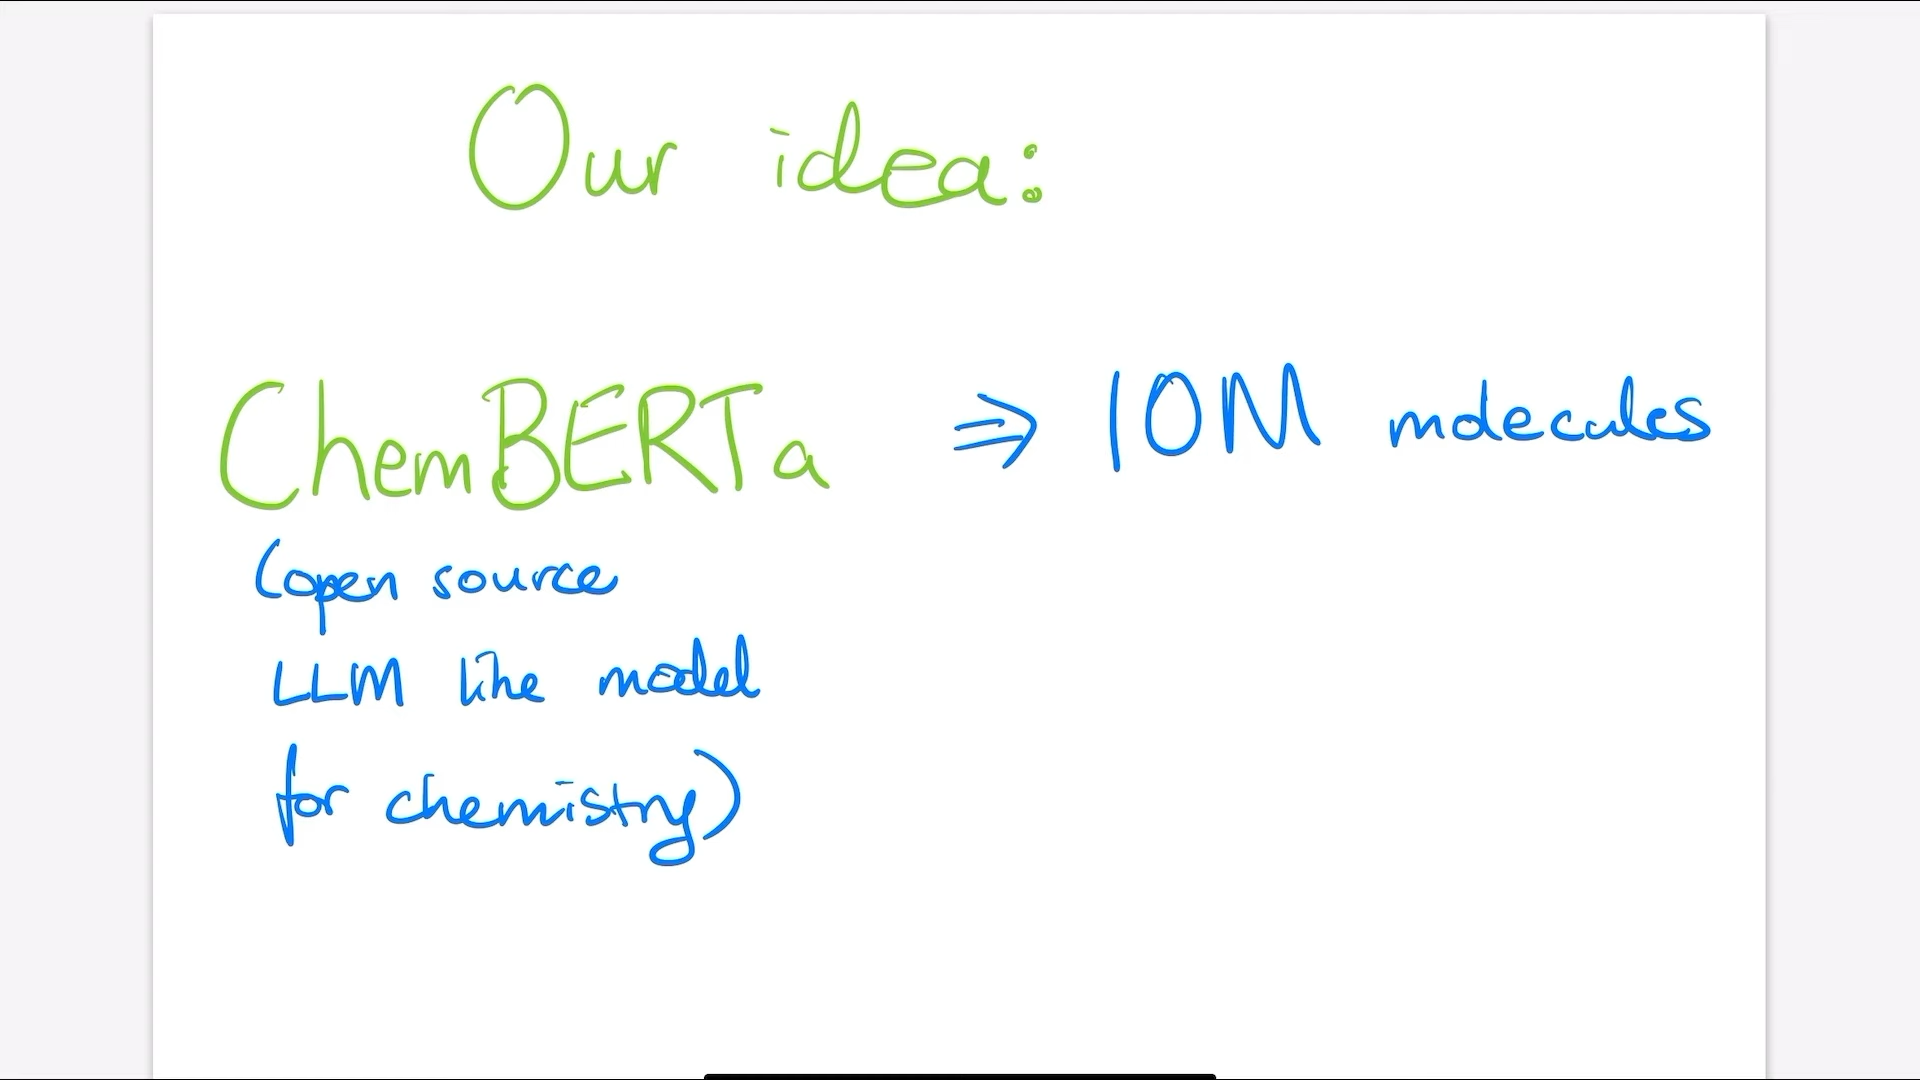 Our idea:
ChemBERTa ⇒ 10M molecules
(open source
LLM like model
for chemistry)